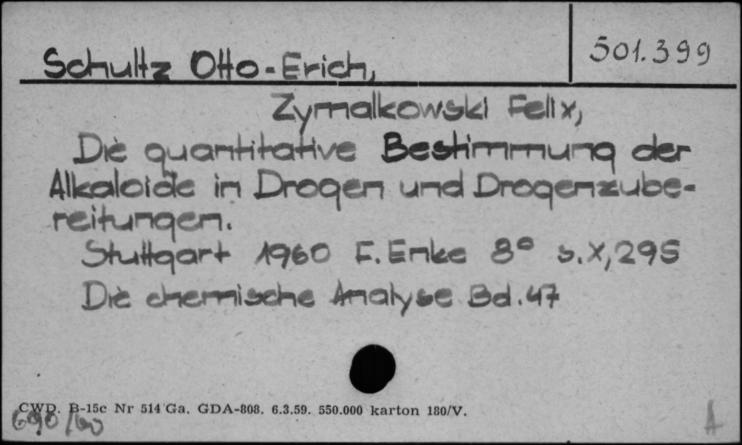 501.399
Schultz Otto-Erich,
Zymalkowski Felix,
Die quantitative Bestimmung der
Alkaloide in Drogen und Drogenzube-
reitungen.
Stuttgart 1960 F. Enke 8° s. X, 295
Die chemische Analyse Bd. 47
CWD. B-15c Nr 514 Ga. GDA-808. 6.3.59. 550.000 karton 180/V.
690/60
A